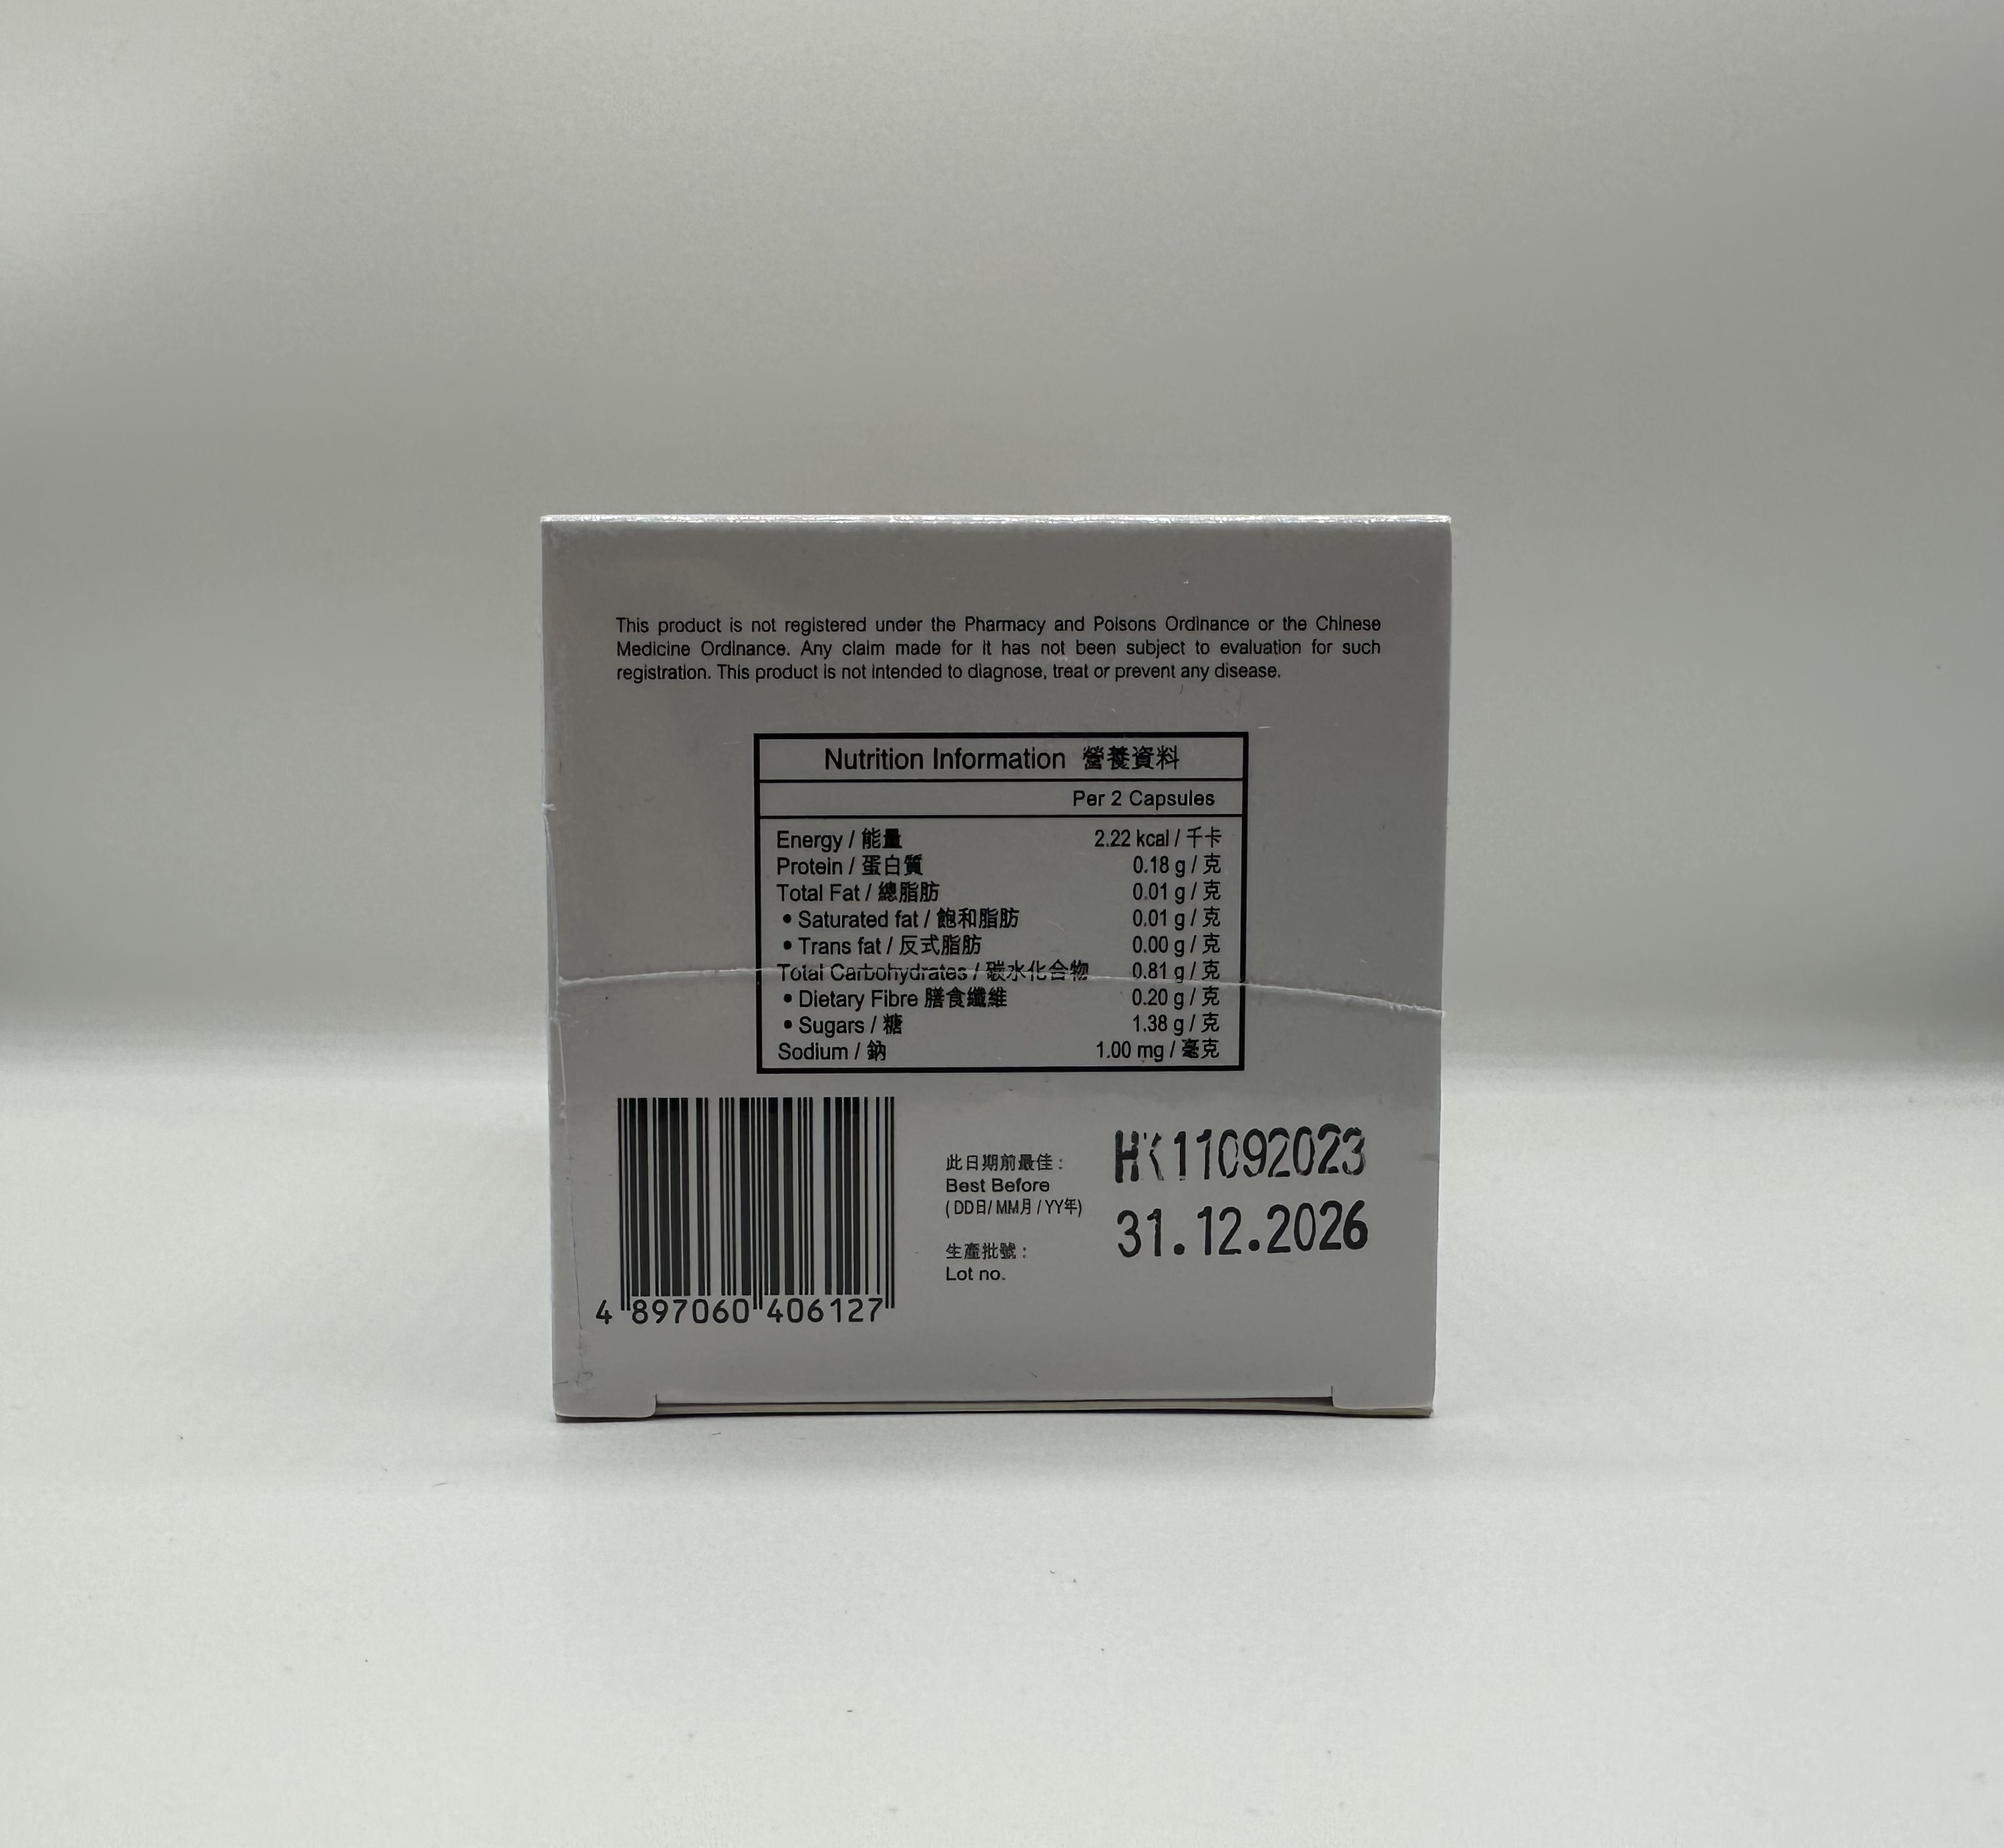 This product is not registered under the Pharmacy and Poisons Ordinance or the Chinese
Medicine Ordinance. Any claim made for it has not been subject to evaluation for such
registration. This product is not intended to diagnose, treat or prevent any disease.
Nutrition Information 營養資料
Per 2 Capsules
Energy / 能量 2.22 kcal / 千卡
Protein / 蛋白質 0.18 g / 克
Total Fat / 總脂肪 0.01 g / 克
• Saturated fat / 飽和脂肪 0.01 g / 克
• Trans fat / 反式脂肪 0.00 g / 克
Total Carbohydrates / 碳水化合物 0.81 g / 克
• Dietary Fibre 膳食纖維 0.20 g / 克
• Sugars / 糖 1.38 g / 克
Sodium / 鈉 1.00 mg / 毫克
4 897060 406127
此日期前最佳 :
Best Before
( DD日/ MM月 / YY年)
生產批號 :
Lot no.
HK11092023
31.12.2026